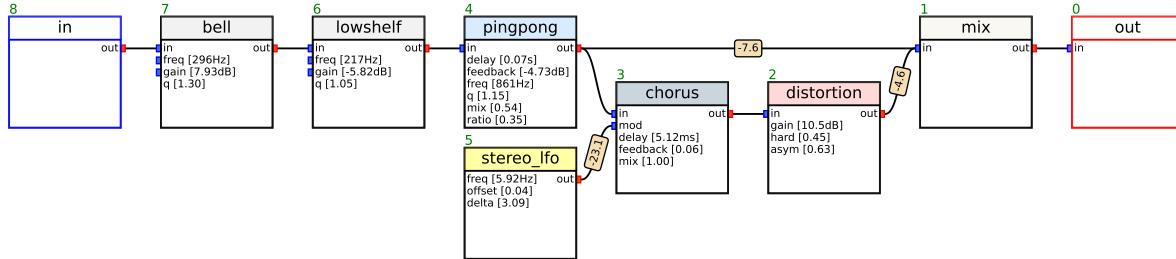 8
in
out
7
bell
in out
freq [296Hz]
gain [7.93dB]
q [1.30]
6
lowshelf
in out
freq [217Hz]
gain [-5.82dB]
q [1.05]
4
pingpong
in out
delay [0.07s]
feedback [-4.73dB]
freq [861Hz]
q [1.15]
mix [0.54]
ratio [0.35]
5
stereo_lfo
freq [5.92Hz] out
offset [0.04]
delta [3.09]
-7.6
-23.1
3
chorus
in out
mod
delay [5.12ms]
feedback [0.06]
mix [1.00]
2
distortion
in out
gain [10.5dB]
hard [0.45]
asym [0.63]
-4.6
1
mix
in out
0
out
in